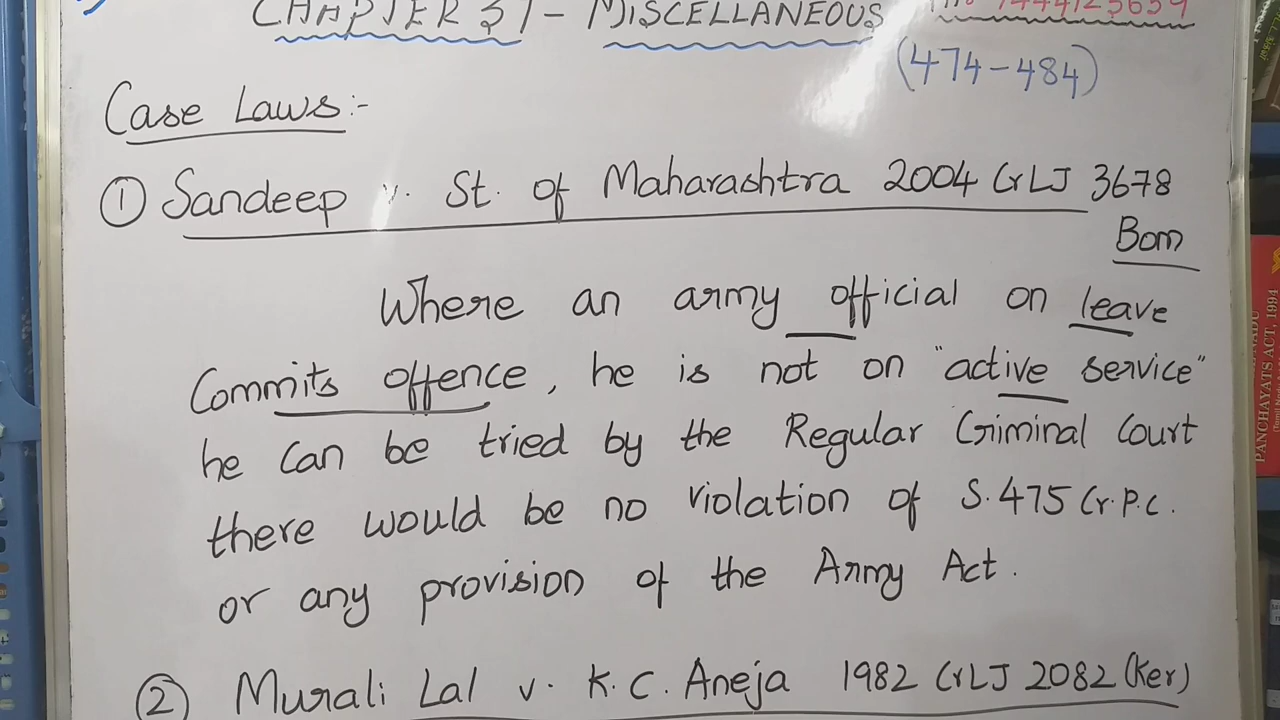 CHAPTER 37 - MISCELLANEOUS
(474-484)
Case Laws:-
① Sandeep v. St. of Maharashtra 2004 CrLJ 3678
Bom
Where an army official on leave
Commits offence, he is not on "active service"
he can be tried by the Regular Criminal Court
there would be no violation of S.475 Cr.P.C.
or any provision of the Army Act.
② Murali Lal v. K.C. Aneja 1982 CrLJ 2082 (Ker)
PANCHAYATS ACT, 1994